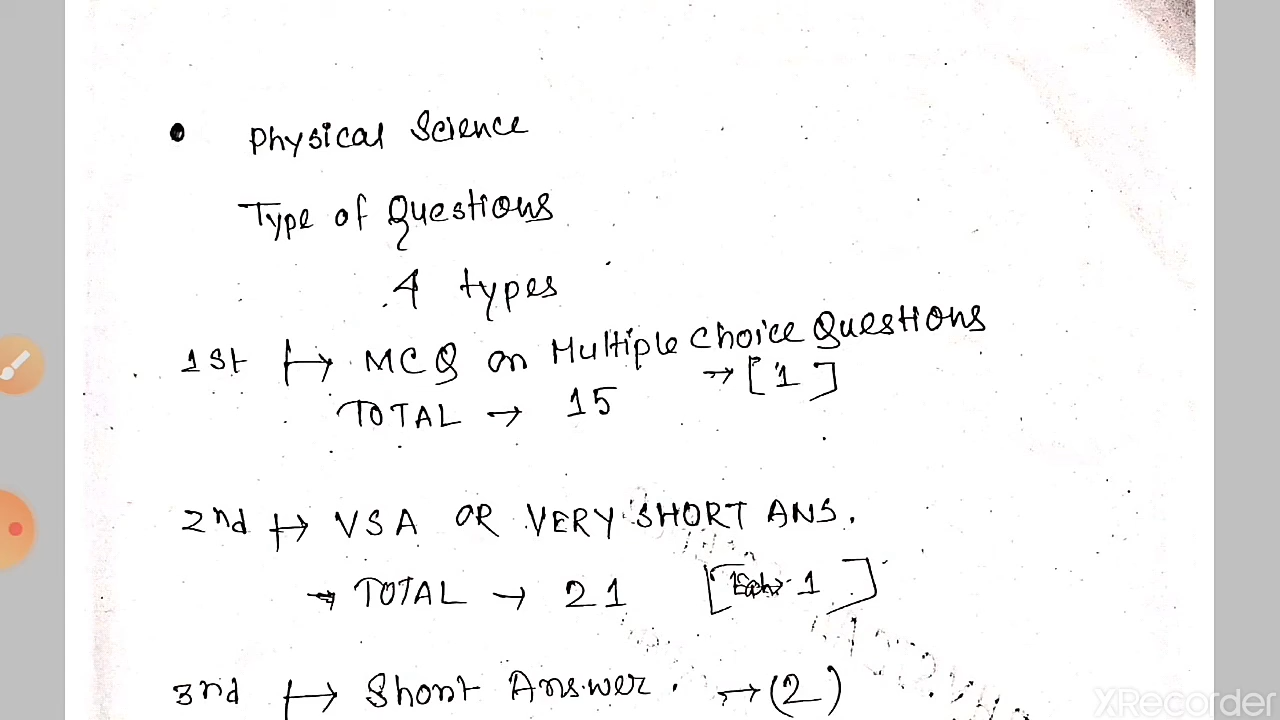 • Physical Science
Type of Questions
4 types
1st ↦ MCQ or Multiple Choice Questions
→ [1]
TOTAL → 15
2nd ↦ VSA OR VERY SHORT ANS.
→ TOTAL → 21 [Each → 1]
3rd ↦ Short Answer. → (2)
XRecorder